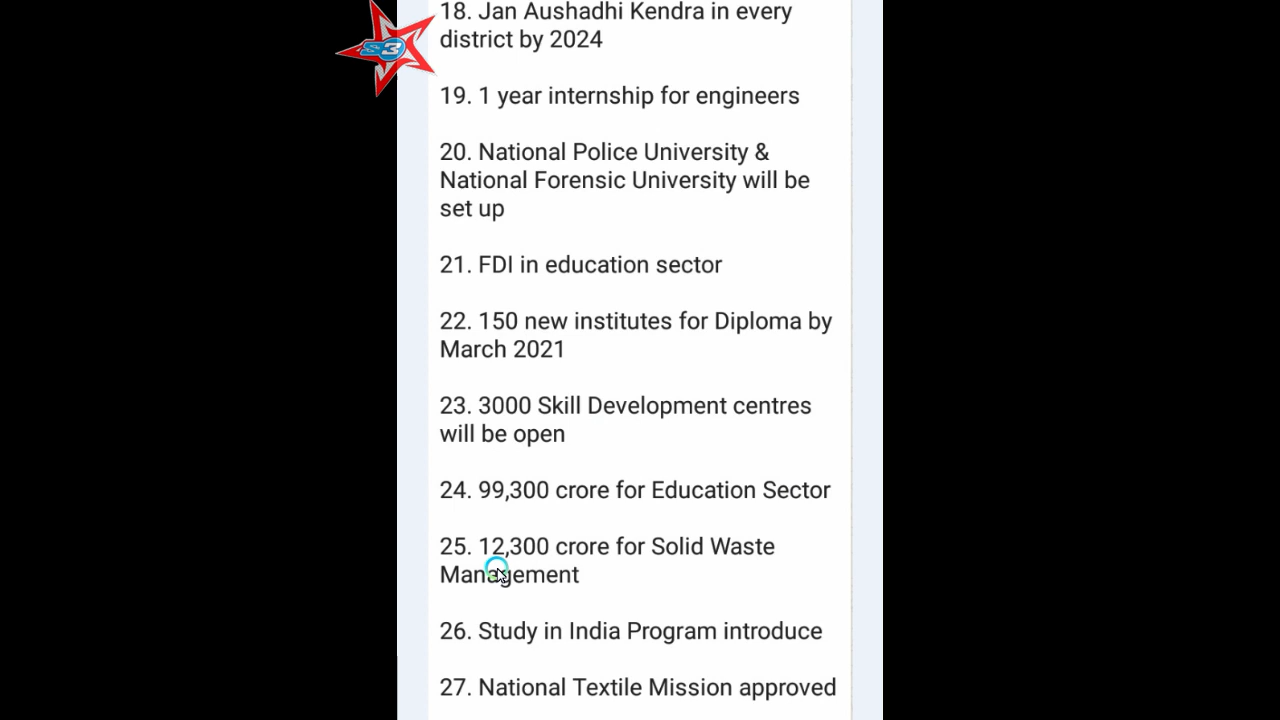 18. Jan Aushadhi Kendra in every
district by 2024
S3
19. 1 year internship for engineers
20. National Police University &
National Forensic University will be
set up
21. FDI in education sector
22. 150 new institutes for Diploma by
March 2021
23. 3000 Skill Development centres
will be open
24. 99,300 crore for Education Sector
25. 12,300 crore for Solid Waste
Management
26. Study in India Program introduce
27. National Textile Mission approved